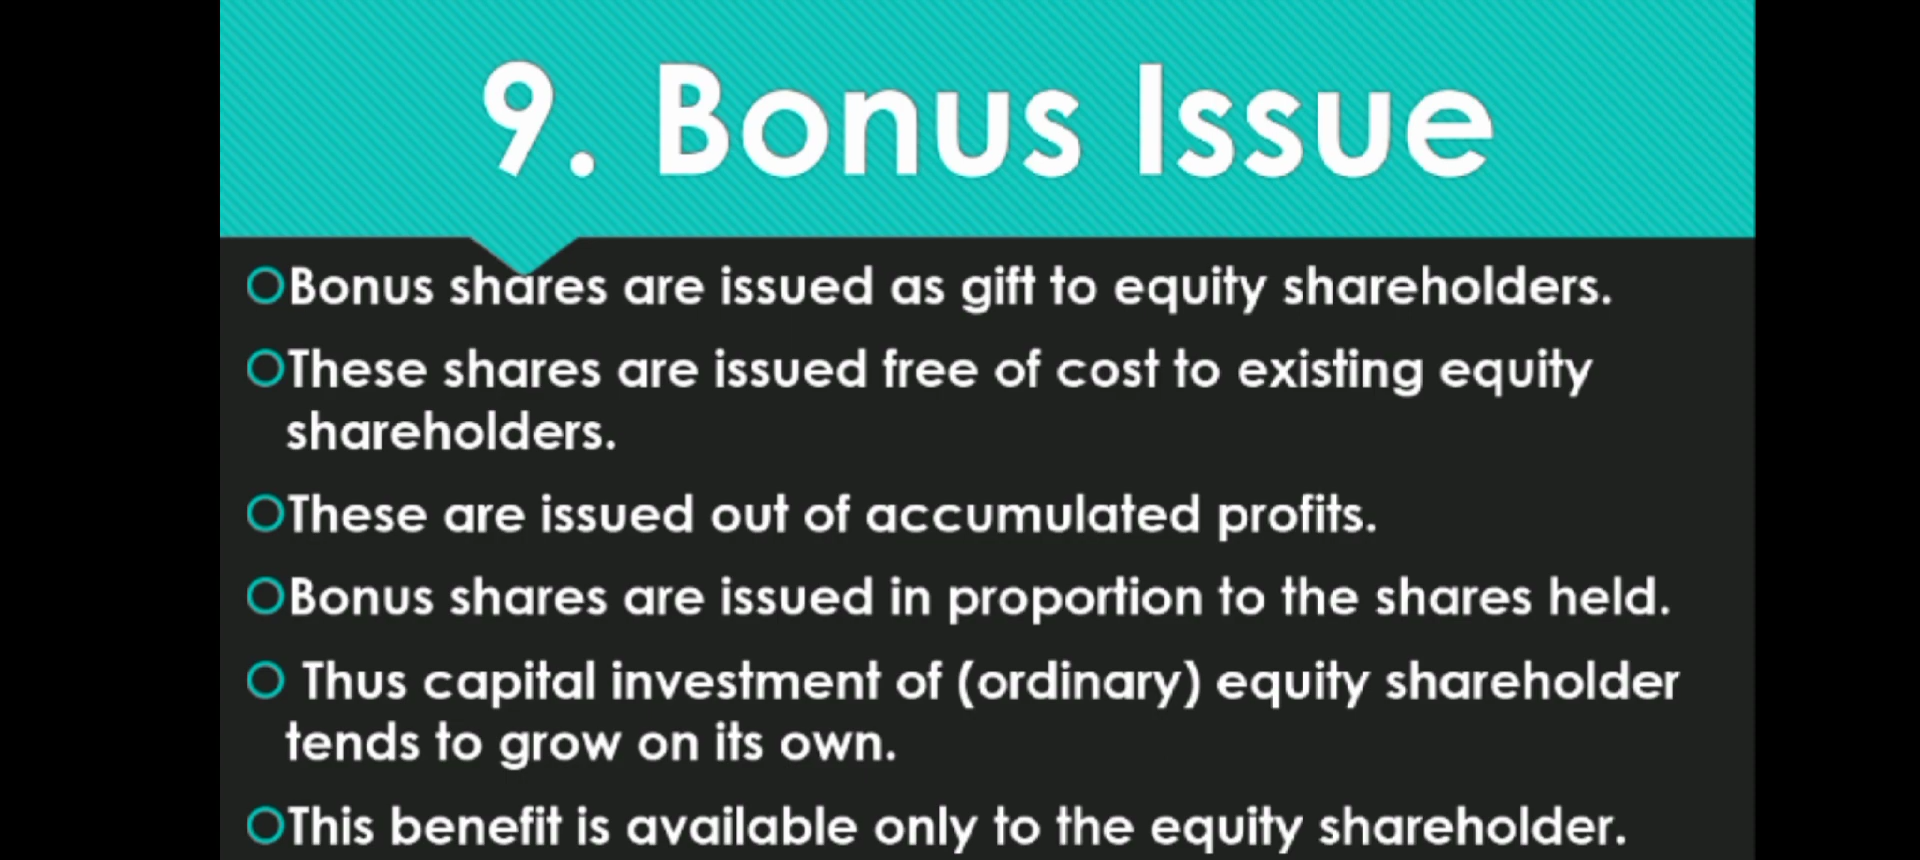 9. Bonus Issue
Bonus shares are issued as gift to equity shareholders.
These shares are issued free of cost to existing equity
shareholders.
These are issued out of accumulated profits.
Bonus shares are issued in proportion to the shares held.
Thus capital investment of (ordinary) equity shareholder
tends to grow on its own.
This benefit is available only to the equity shareholder.